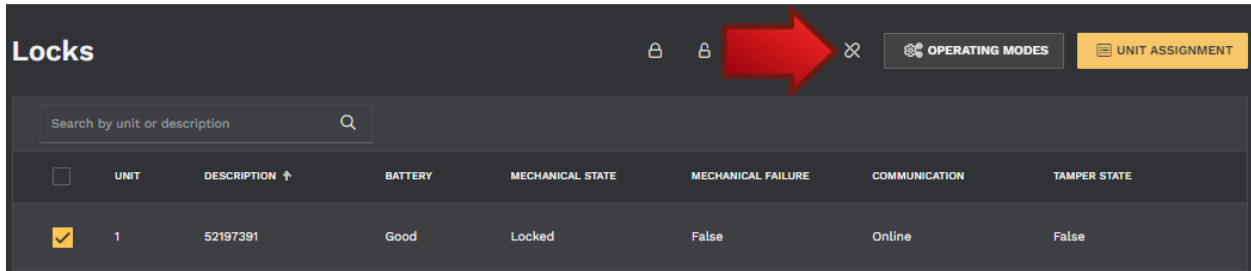 Locks
OPERATING MODES
UNIT ASSIGNMENT
Search by unit or description
UNIT DESCRIPTION BATTERY MECHANICAL STATE MECHANICAL FAILURE COMMUNICATION TAMPER STATE
1 52197391 Good Locked False Online False